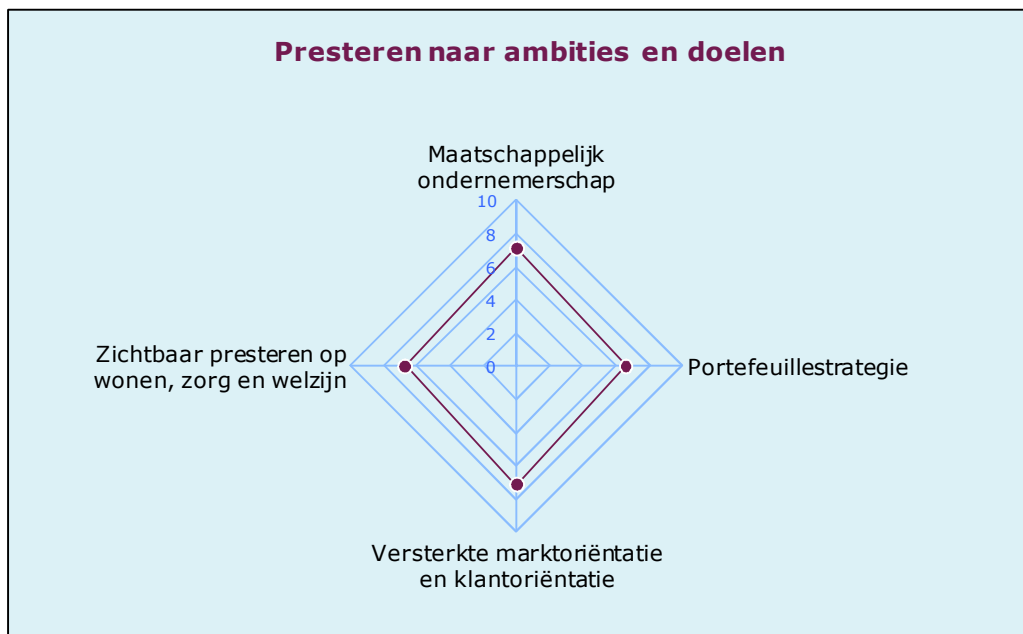 Presteren naar ambities en doelen
Maatschappelijk
ondernemerschap
10
8
6
4
2
0
Zichtbaar presteren op
wonen, zorg en welzijn
Portefeuillestrategie
Versterkte marktoriëntatie
en klantoriëntatie